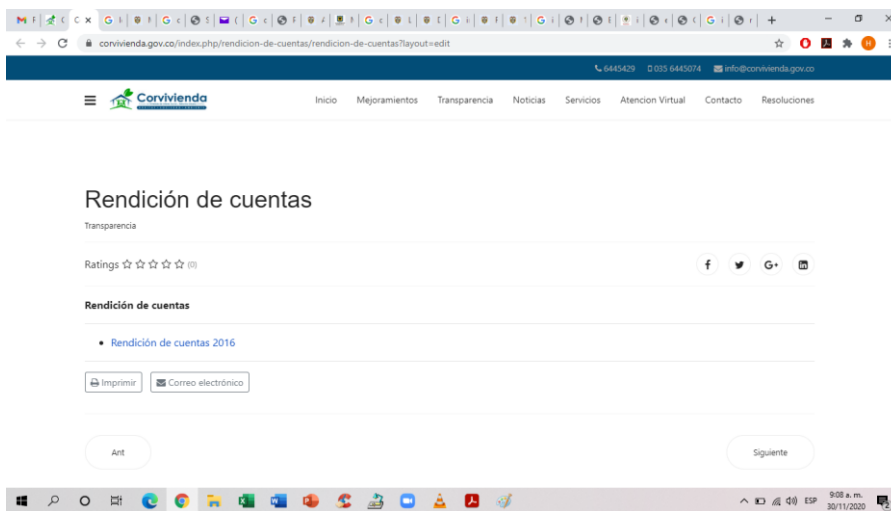 corvivienda.gov.co/index.php/rendicion-de-cuentas/rendicion-de-cuentas?layout=edit
6445429 035 6445074 info@corvivienda.gov.co
Corvivienda
Inicio Mejoramientos Transparencia Noticias Servicios Atencion Virtual Contacto Resoluciones
Rendición de cuentas
Transparencia
Ratings (0)
Rendición de cuentas
Rendición de cuentas 2016
Imprimir Correo electrónico
Ant Siguiente
ESP 9:08 a. m.
30/11/2020